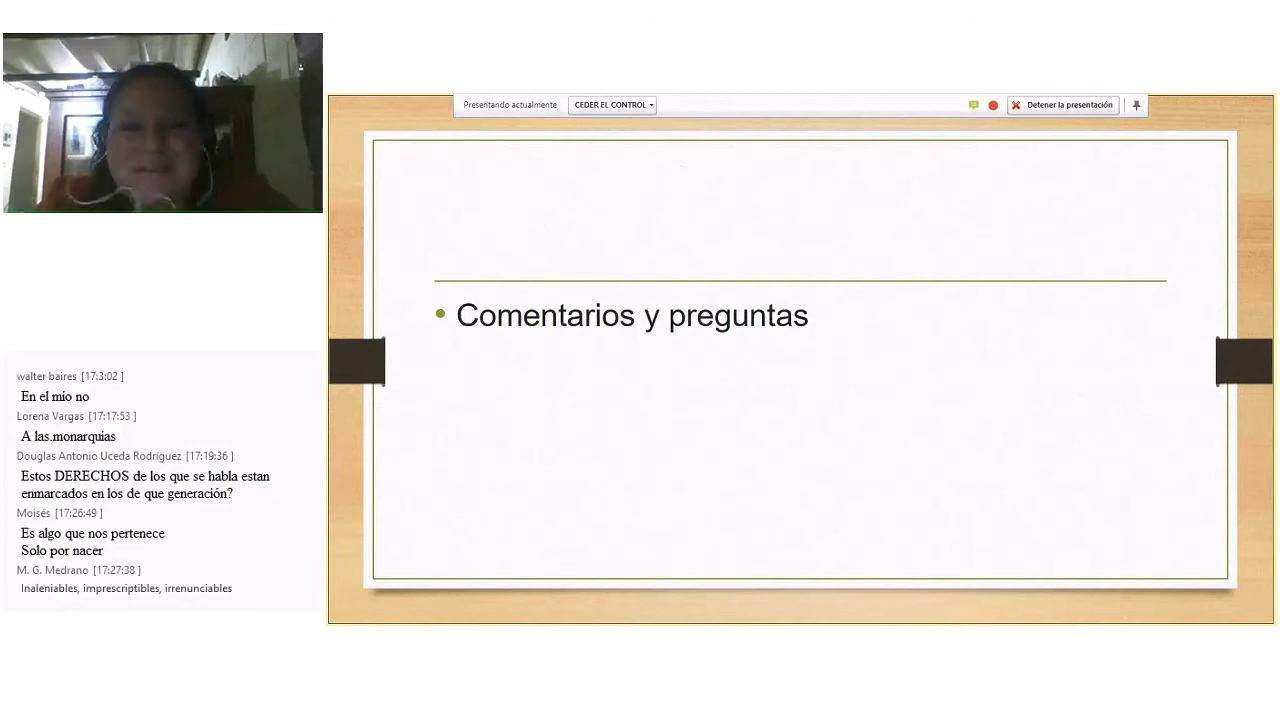 Presentando actualmente
CEDER EL CONTROL
Detener la presentación
• Comentarios y preguntas
walter baires [17:3:02 ]
En el mio no
Lorena Vargas [17:17:53 ]
A las.monarquias
Douglas Antonio Uceda Rodríguez [17:19:36 ]
Estos DERECHOS de los que se habla estan
enmarcados en los de que generación?
Moisés [17:26:49 ]
Es algo que nos pertenece
Solo por nacer
M. G. Medrano [17:27:38 ]
Inaleniables, imprescriptibles, irrenunciables